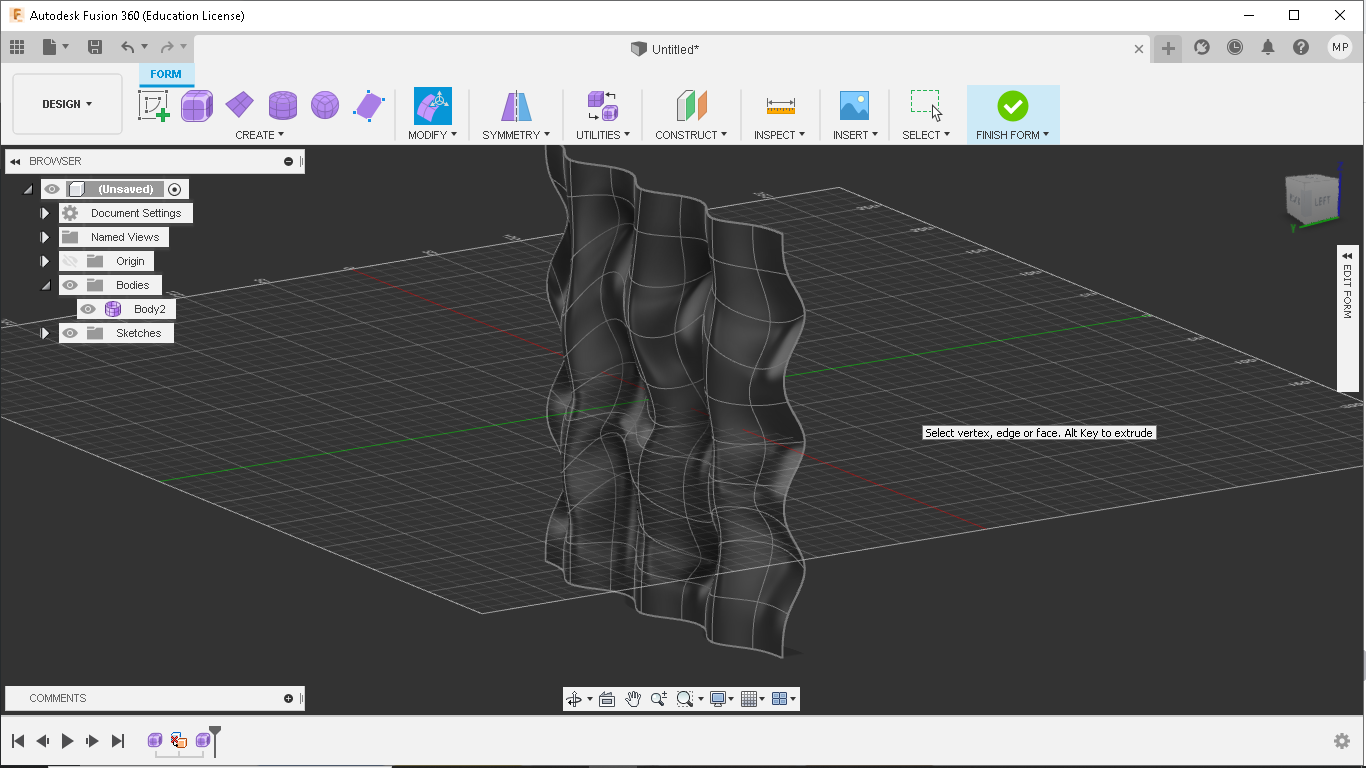 Autodesk Fusion 360 (Education License)
Untitled*
MP
FORM
DESIGN
CREATE
MODIFY
SYMMETRY
UTILITIES
CONSTRUCT
INSPECT
INSERT
SELECT
FINISH FORM
BROWSER
(Unsaved)
Document Settings
Named Views
Origin
Bodies
Body2
Sketches
LEFT
Z
Y
EDIT FORM
Select vertex, edge or face. Alt Key to extrude
COMMENTS